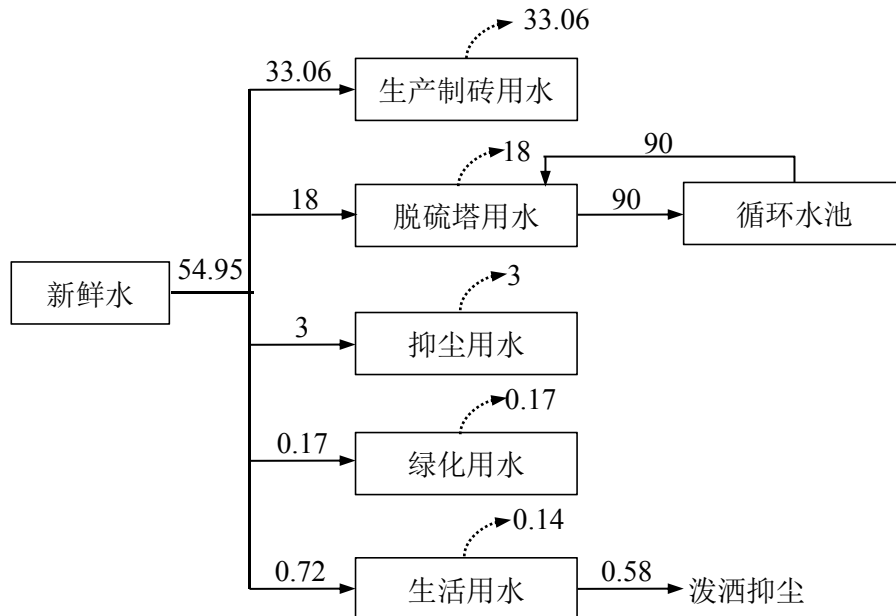 33.06
33.06
生产制砖用水
18
90
18
脱硫塔用水
90
循环水池
54.95
新鲜水
3
3
抑尘用水
0.17
0.17
绿化用水
0.14
0.72
生活用水
0.58
泼洒抑尘